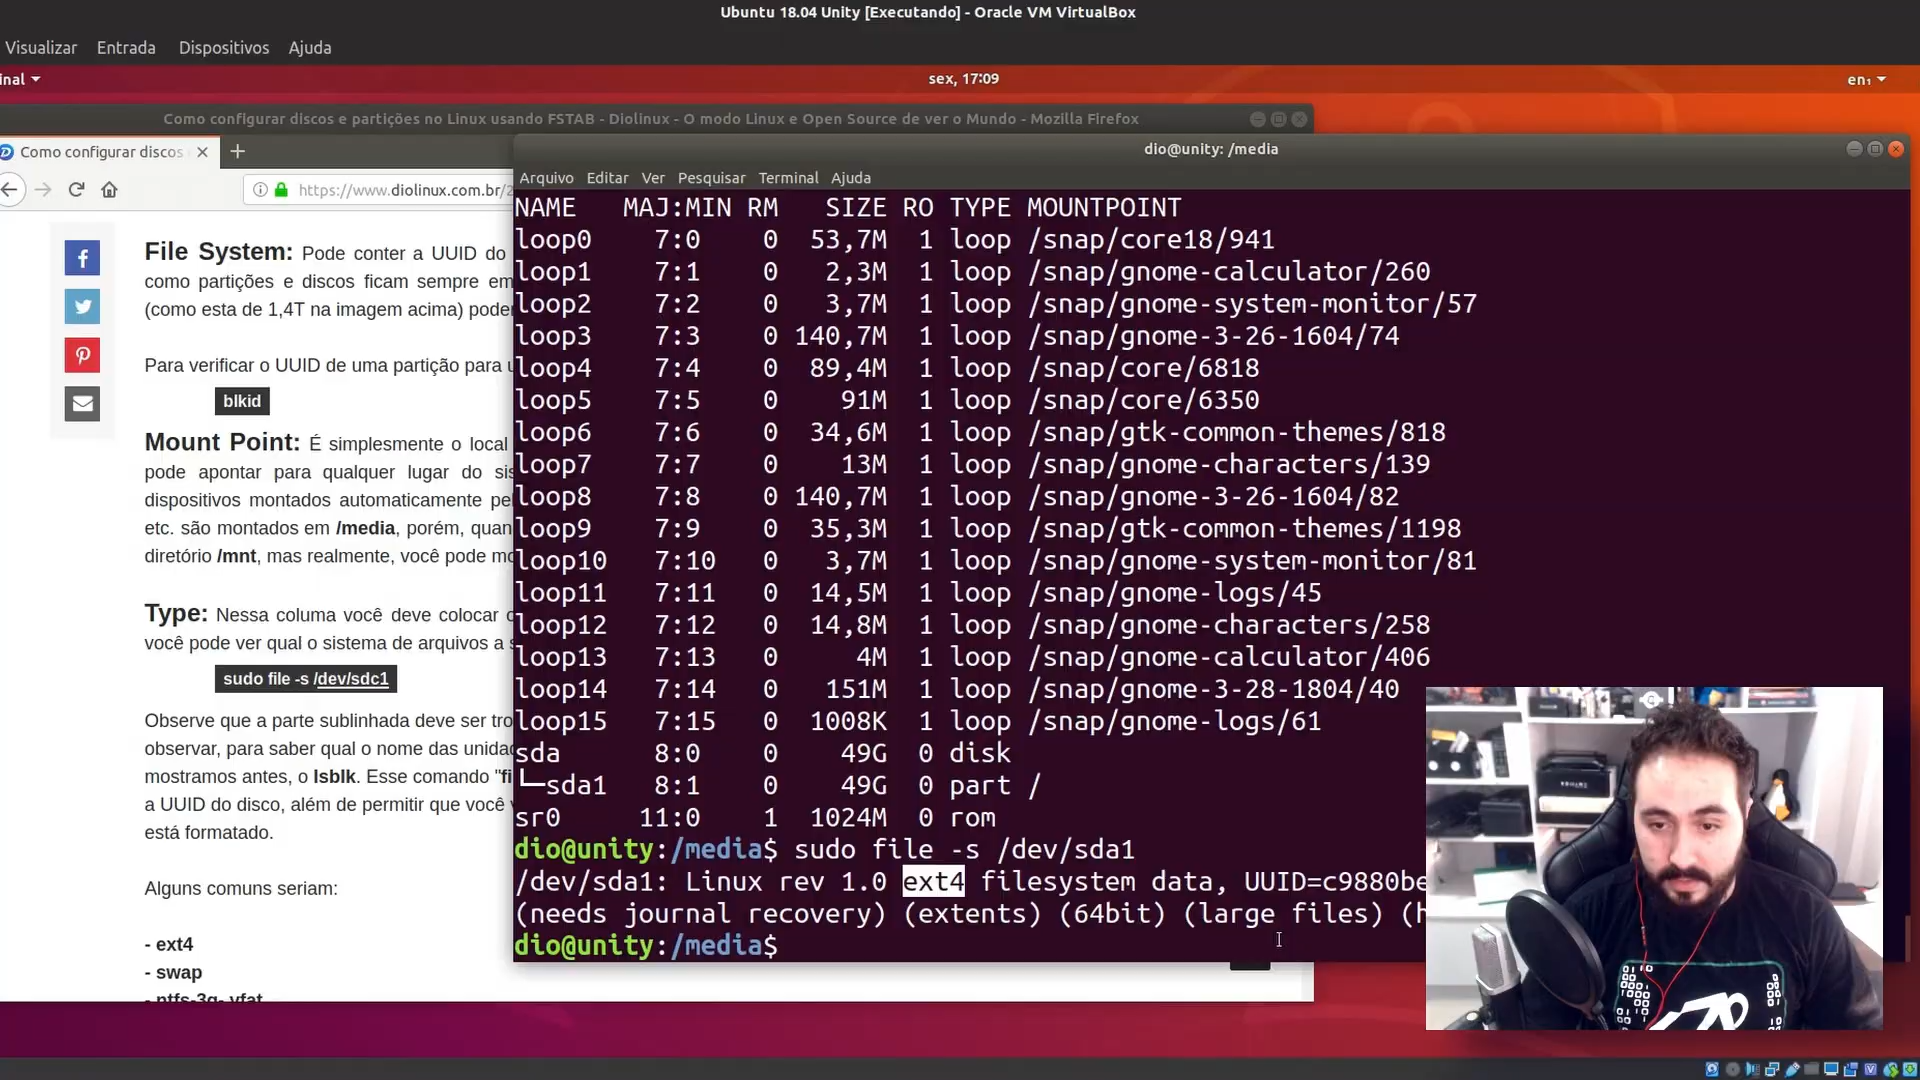 Ubuntu 18.04 Unity [Executando] - Oracle VM VirtualBox
Visualizar Entrada Dispositivos Ajuda
inal
sex, 17:09
en₁
Como configurar discos e partições no Linux usando FSTAB - Diolinux - O modo Linux e Open Source de ver o Mundo - Mozilla Firefox
Como configurar discos
https://www.diolinux.com.br/2
File System: Pode conter a UUID do
como partições e discos ficam sempre em
(como esta de 1,4T na imagem acima) poder
Para verificar o UUID de uma partição para u
blkid
Mount Point: É simplesmente o local
pode apontar para qualquer lugar do sis
dispositivos montados automaticamente pel
etc. são montados em /media, porém, quan
diretório /mnt, mas realmente, você pode mo
Type: Nessa columa você deve colocar o
você pode ver qual o sistema de arquivos a s
sudo file -s /dev/sdc1
Observe que a parte sublinhada deve ser tro
observar, para saber qual o nome das unidad
mostramos antes, o lsblk. Esse comando "fi
a UUID do disco, além de permitir que você v
está formatado.
Alguns comuns seriam:
- ext4
- swap
- ntfs-3g- vfat
dio@unity: /media
Arquivo Editar Ver Pesquisar Terminal Ajuda
NAME MAJ:MIN RM SIZE RO TYPE MOUNTPOINT
loop0 7:0 0 53,7M 1 loop /snap/core18/941
loop1 7:1 0 2,3M 1 loop /snap/gnome-calculator/260
loop2 7:2 0 3,7M 1 loop /snap/gnome-system-monitor/57
loop3 7:3 0 140,7M 1 loop /snap/gnome-3-26-1604/74
loop4 7:4 0 89,4M 1 loop /snap/core/6818
loop5 7:5 0 91M 1 loop /snap/core/6350
loop6 7:6 0 34,6M 1 loop /snap/gtk-common-themes/818
loop7 7:7 0 13M 1 loop /snap/gnome-characters/139
loop8 7:8 0 140,7M 1 loop /snap/gnome-3-26-1604/82
loop9 7:9 0 35,3M 1 loop /snap/gtk-common-themes/1198
loop10 7:10 0 3,7M 1 loop /snap/gnome-system-monitor/81
loop11 7:11 0 14,5M 1 loop /snap/gnome-logs/45
loop12 7:12 0 14,8M 1 loop /snap/gnome-characters/258
loop13 7:13 0 4M 1 loop /snap/gnome-calculator/406
loop14 7:14 0 151M 1 loop /snap/gnome-3-28-1804/40
loop15 7:15 0 1008K 1 loop /snap/gnome-logs/61
sda 8:0 0 49G 0 disk
└─sda1 8:1 0 49G 0 part /
sr0 11:0 1 1024M 0 rom
dio@unity:/media$ sudo file -s /dev/sda1
/dev/sda1: Linux rev 1.0 ext4 filesystem data, UUID=c9880be
(needs journal recovery) (extents) (64bit) (large files) (h
dio@unity:/media$